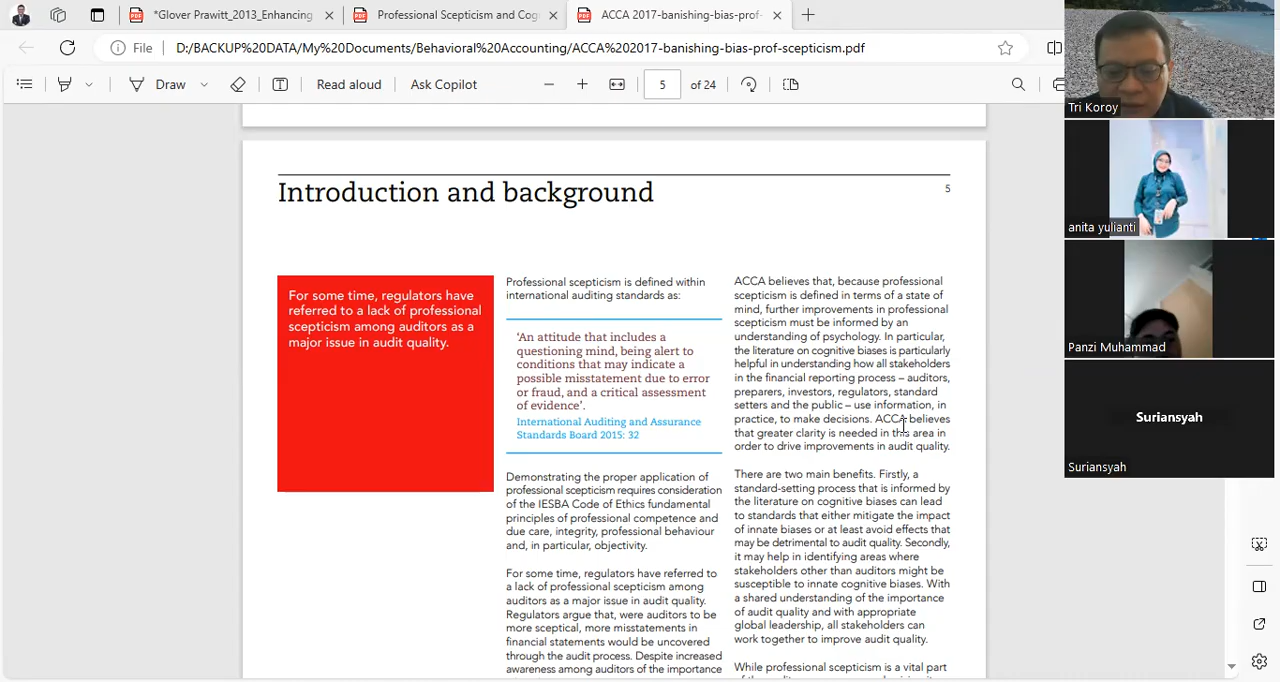 *Glover Prawitt_2013_Enhancing
Professional Scepticism and Cog
ACCA 2017-banishing-bias-prof-
File
D:/BACKUP%20DATA/My%20Documents/Behavioral%20Accounting/ACCA%202017-banishing-bias-prof-scepticism.pdf
Draw
Read aloud
Ask Copilot
5
of 24
Tri Koroy
anita yulianti
Panzi Muhammad
Suriansyah
Suriansyah
Introduction and background
5
For some time, regulators have
referred to a lack of professional
scepticism among auditors as a
major issue in audit quality.
Professional scepticism is defined within
international auditing standards as:
'An attitude that includes a
questioning mind, being alert to
conditions that may indicate a
possible misstatement due to error
or fraud, and a critical assessment
of evidence'.
International Auditing and Assurance
Standards Board 2015: 32
Demonstrating the proper application of
professional scepticism requires consideration
of the IESBA Code of Ethics fundamental
principles of professional competence and
due care, integrity, professional behaviour
and, in particular, objectivity.
For some time, regulators have referred to
a lack of professional scepticism among
auditors as a major issue in audit quality.
Regulators argue that, were auditors to be
more sceptical, more misstatements in
financial statements would be uncovered
through the audit process. Despite increased
awareness among auditors of the importance
ACCA believes that, because professional
scepticism is defined in terms of a state of
mind, further improvements in professional
scepticism must be informed by an
understanding of psychology. In particular,
the literature on cognitive biases is particularly
helpful in understanding how all stakeholders
in the financial reporting process – auditors,
preparers, investors, regulators, standard
setters and the public – use information, in
practice, to make decisions. ACCA believes
that greater clarity is needed in this area in
order to drive improvements in audit quality.
There are two main benefits. Firstly, a
standard-setting process that is informed by
the literature on cognitive biases can lead
to standards that either mitigate the impact
of innate biases or at least avoid effects that
may be detrimental to audit quality. Secondly,
it may help in identifying areas where
stakeholders other than auditors might be
susceptible to innate cognitive biases. With
a shared understanding of the importance
of audit quality and with appropriate
global leadership, all stakeholders can
work together to improve audit quality.
While professional scepticism is a vital part